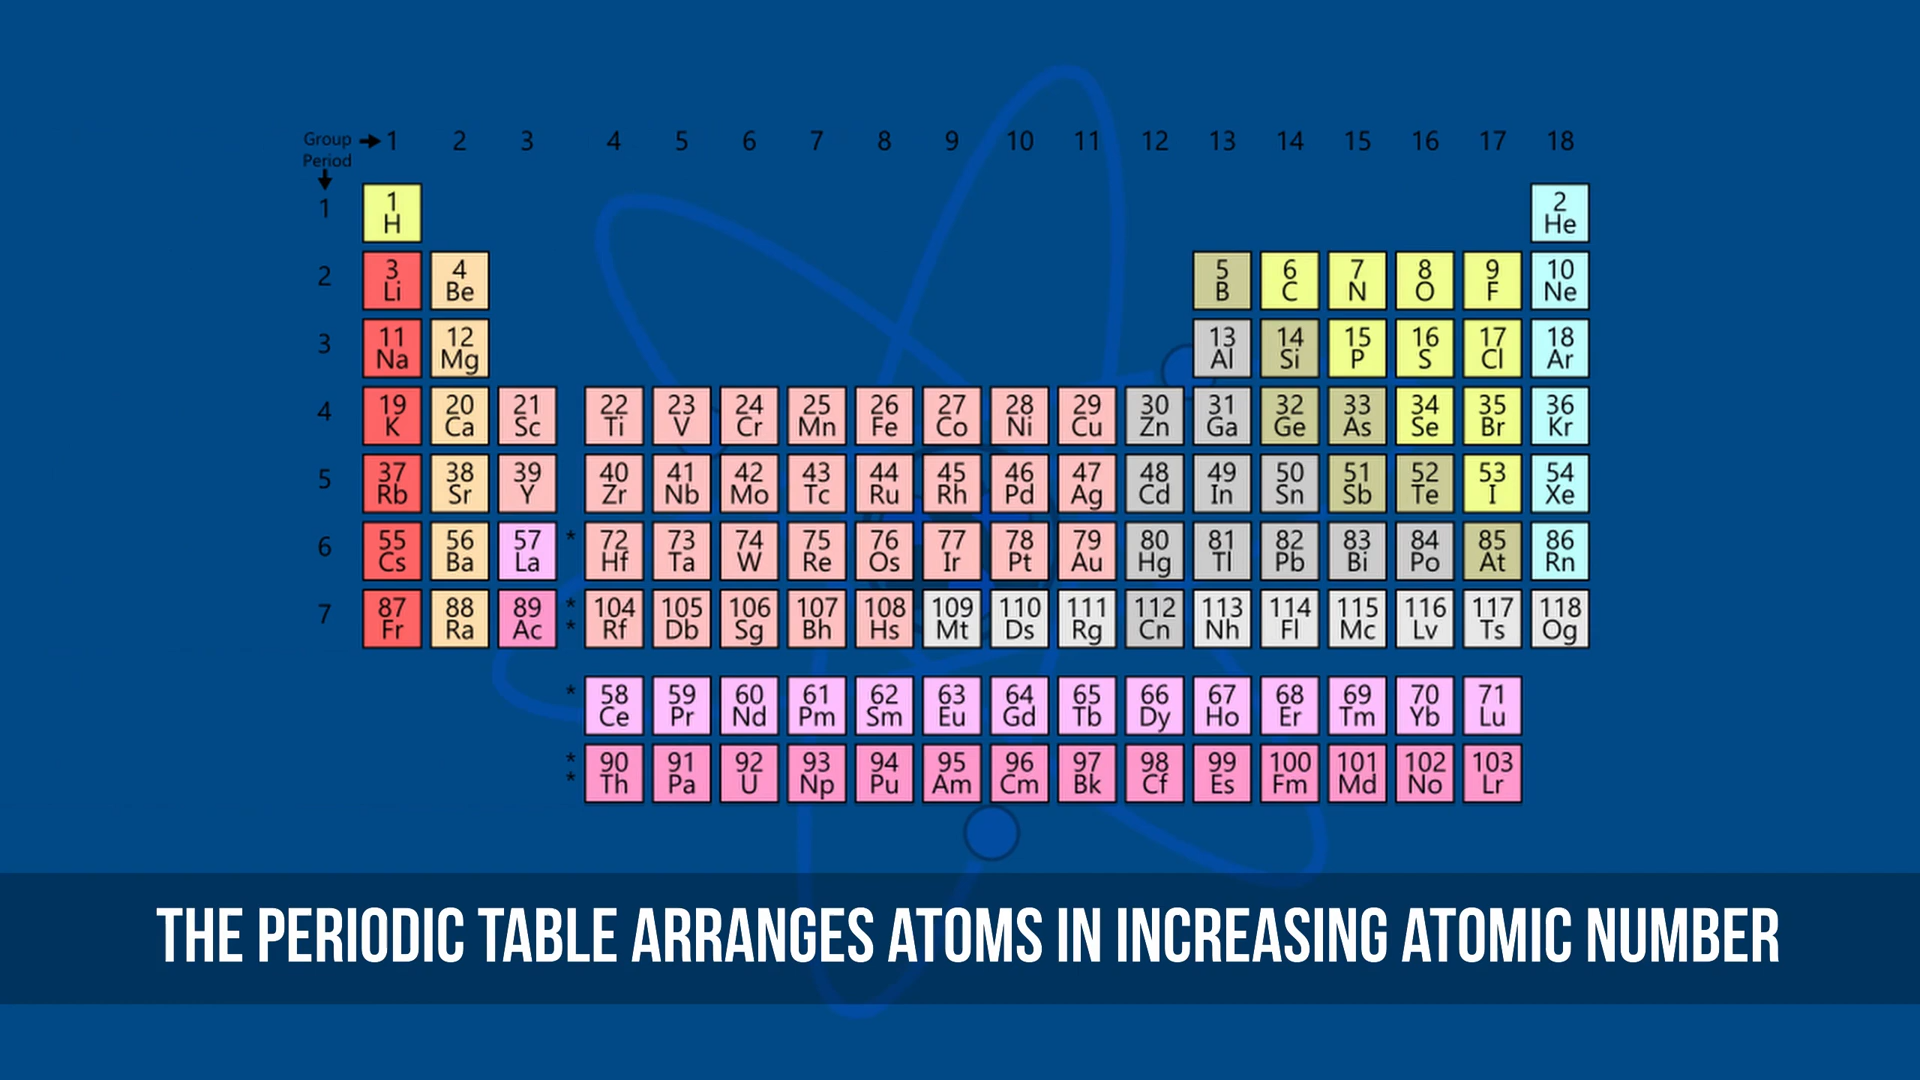 Group → 1 2 3 4 5 6 7 8 9 10 11 12 13 14 15 16 17 18
Period
↓
1 1 H 2 He
2 3 Li 4 Be 5 B 6 C 7 N 8 O 9 F 10 Ne
3 11 Na 12 Mg 13 Al 14 Si 15 P 16 S 17 Cl 18 Ar
4 19 K 20 Ca 21 Sc 22 Ti 23 V 24 Cr 25 Mn 26 Fe 27 Co 28 Ni 29 Cu 30 Zn 31 Ga 32 Ge 33 As 34 Se 35 Br 36 Kr
5 37 Rb 38 Sr 39 Y 40 Zr 41 Nb 42 Mo 43 Tc 44 Ru 45 Rh 46 Pd 47 Ag 48 Cd 49 In 50 Sn 51 Sb 52 Te 53 I 54 Xe
6 55 Cs 56 Ba 57 La * 72 Hf 73 Ta 74 W 75 Re 76 Os 77 Ir 78 Pt 79 Au 80 Hg 81 Tl 82 Pb 83 Bi 84 Po 85 At 86 Rn
7 87 Fr 88 Ra 89 Ac * * 104 Rf 105 Db 106 Sg 107 Bh 108 Hs 109 Mt 110 Ds 111 Rg 112 Cn 113 Nh 114 Fl 115 Mc 116 Lv 117 Ts 118 Og
* 58 Ce 59 Pr 60 Nd 61 Pm 62 Sm 63 Eu 64 Gd 65 Tb 66 Dy 67 Ho 68 Er 69 Tm 70 Yb 71 Lu
* * 90 Th 91 Pa 92 U 93 Np 94 Pu 95 Am 96 Cm 97 Bk 98 Cf 99 Es 100 Fm 101 Md 102 No 103 Lr
THE PERIODIC TABLE ARRANGES ATOMS IN INCREASING ATOMIC NUMBER